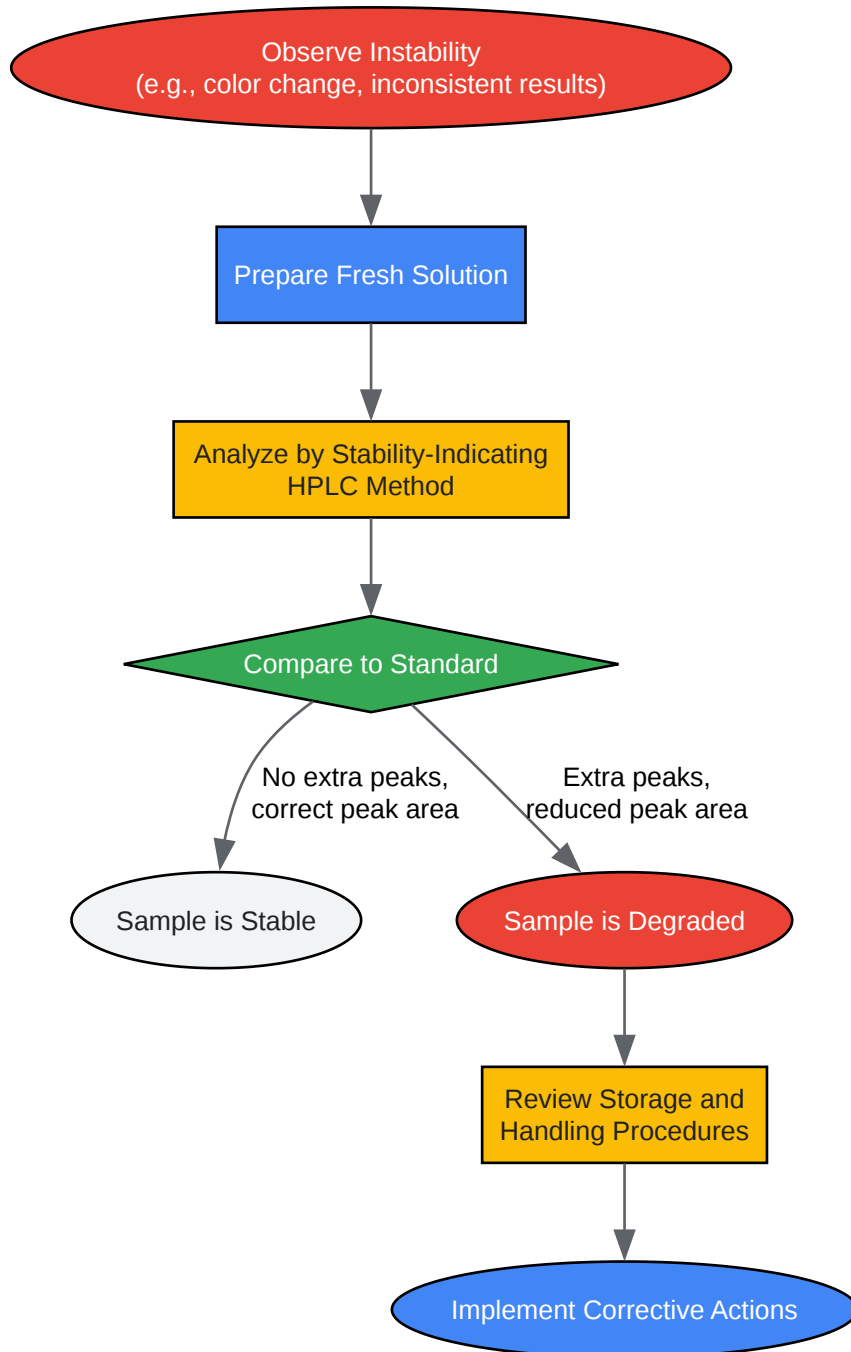 Observe Instability
(e.g., color change, inconsistent results)
Prepare Fresh Solution
Analyze by Stability-Indicating
HPLC Method
Compare to Standard
No extra peaks,
correct peak area
Extra peaks,
reduced peak area
Sample is Stable
Sample is Degraded
Review Storage and
Handling Procedures
Implement Corrective Actions